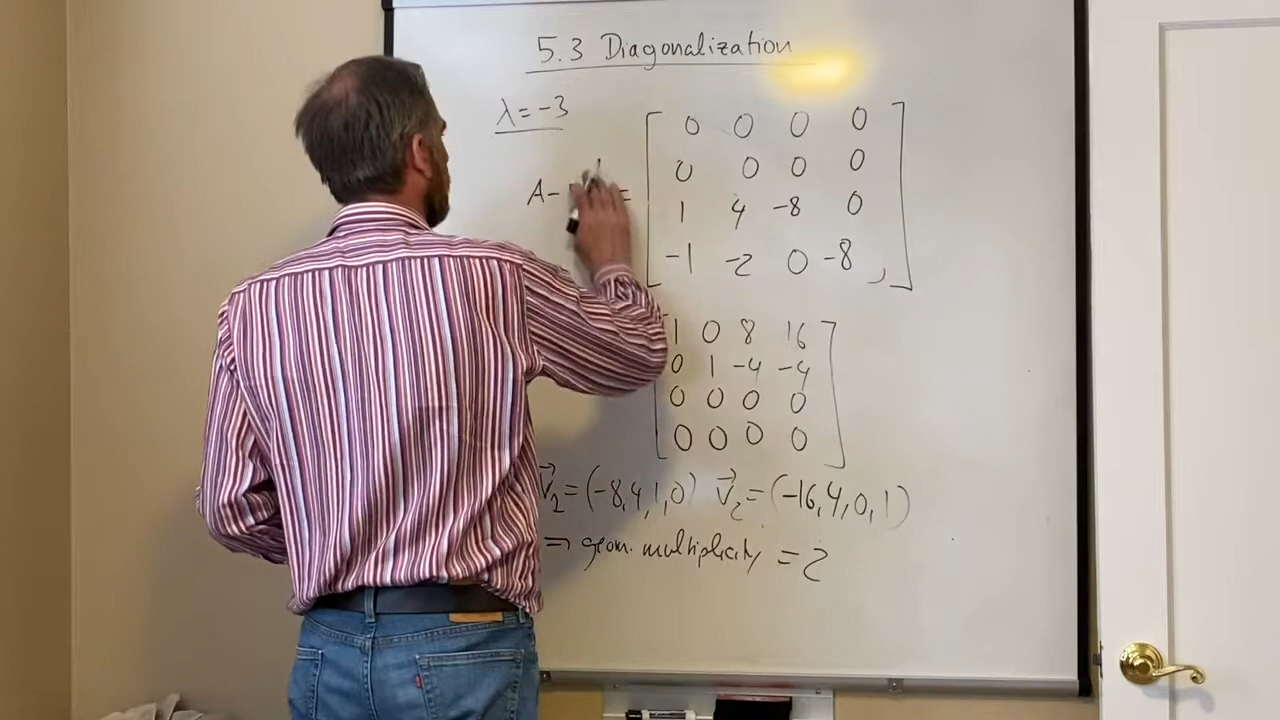 5.3 Diagonalization
λ = -3
A- =
0 0 0 0
0 0 0 0
1 4 -8 0
-1 -2 0 -8 ,
1 0 8 16
0 1 -4 -4
0 0 0 0
0 0 0 0
v⃗₂ = (-8,4,1,0) v⃗₂ = (-16,4,0,1)
⇒ geom. multiplicity = 2